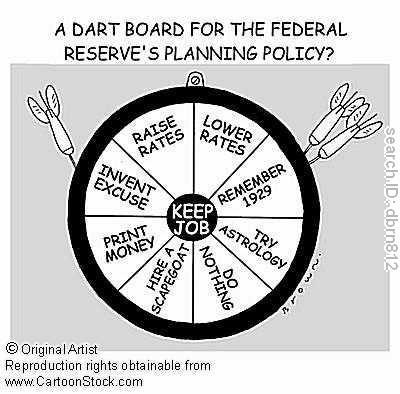 A DART BOARD FOR THE FEDERAL
RESERVE'S PLANNING POLICY?
RAISE
RATES
LOWER
RATES
REMEMBER
1929
TRY
ASTROLOGY
DO
NOTHING
HIRE A
SCAPEGOAT
PRINT
MONEY
INVENT
EXCUSE
KEEP
JOB
search ID: dbrn812
© Original Artist
Reproduction rights obtainable from
www.CartoonStock.com